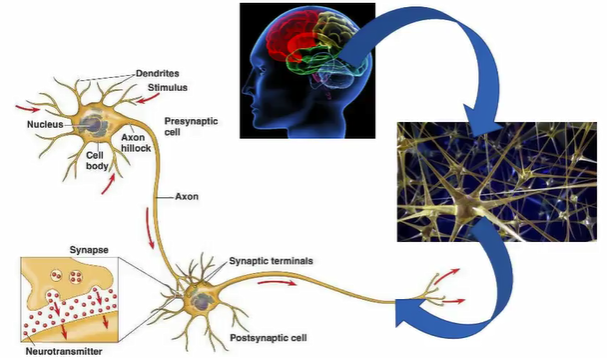 Dendrites
Stimulus
Nucleus
Presynaptic
cell
Axon
hillock
Cell
body
Axon
Synapse
Synaptic terminals
Postsynaptic cell
Neurotransmitter